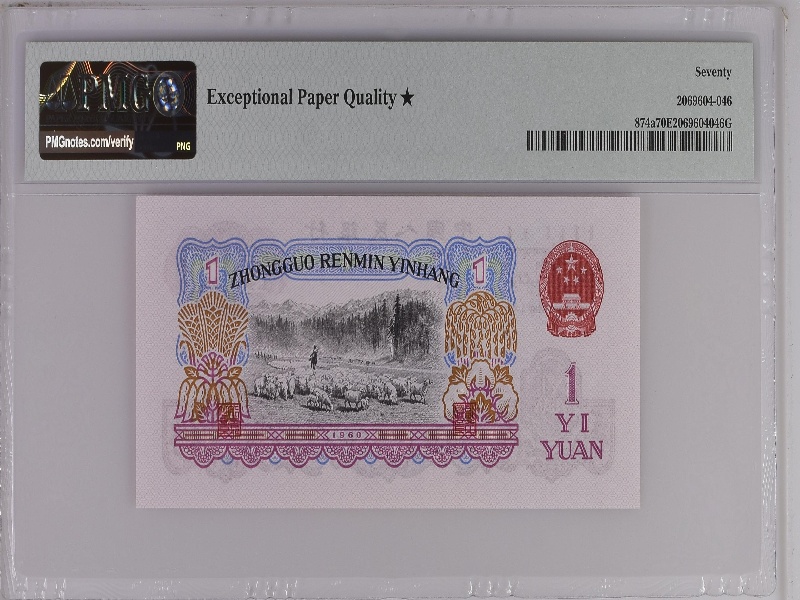 PMG
PMGnotes.com/verify
PNG
Exceptional Paper Quality ★
Seventy
2069604-046
874a70E2069604046G
1
ZHONGGUO RENMIN YINHANG
1
1960
1
YI
YUAN